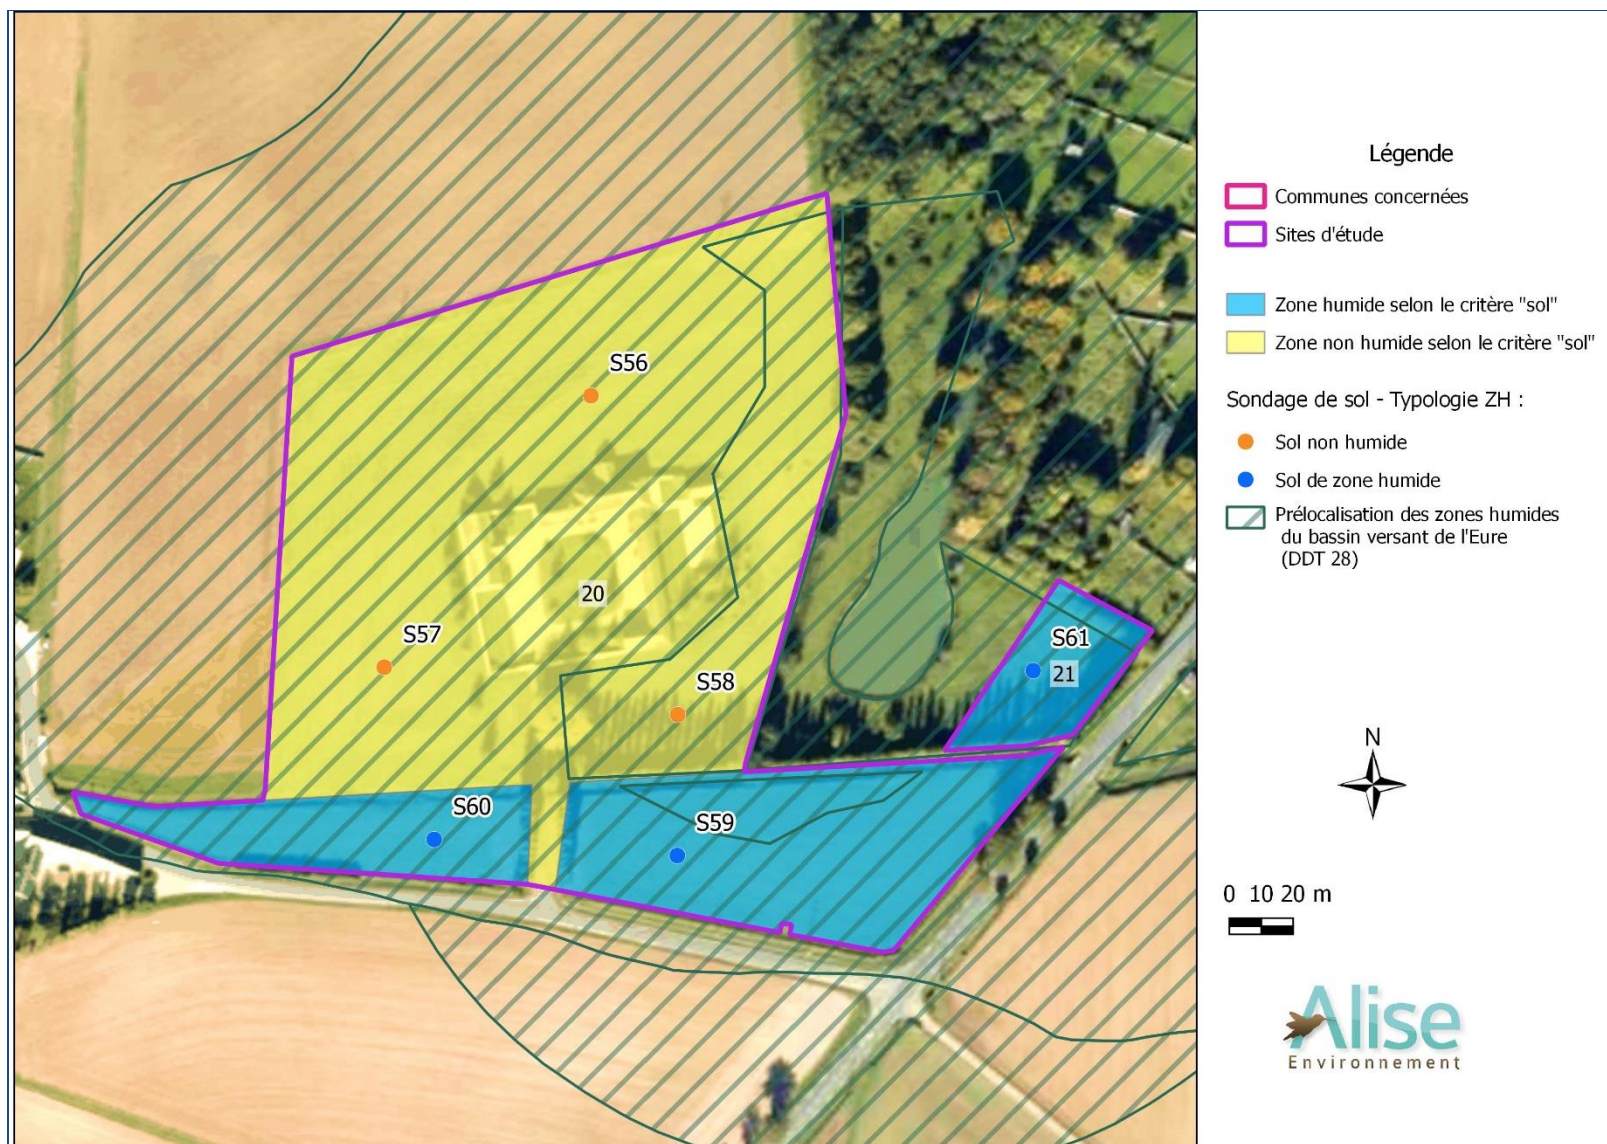 S56
20
S57
S58
S61
21
S60
S59
Légende
Communes concernées
Sites d'étude
Zone humide selon le critère "sol"
Zone non humide selon le critère "sol"
Sondage de sol - Typologie ZH :
Sol non humide
Sol de zone humide
Prélocalisation des zones humides
du bassin versant de l'Eure
(DDT 28)
N
0 10 20 m
Alise
Environnement